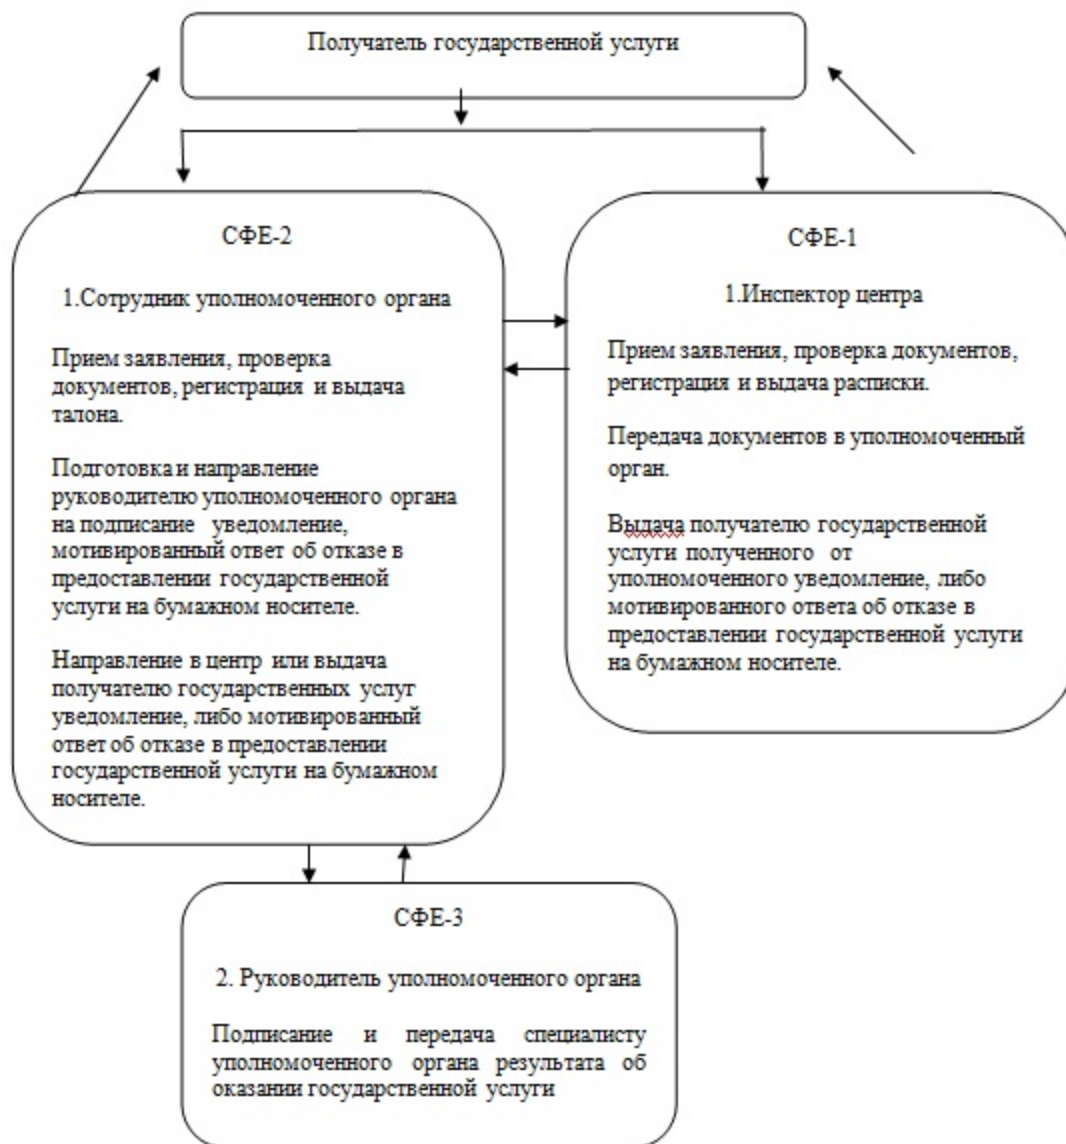 Получатель государственной услуги
СФЕ-2
1.Сотрудник уполномоченного органа
Прием заявления, проверка
документов, регистрация и выдача
талона.
Подготовка и направление
руководителю уполномоченного органа
на подписание уведомление,
мотивированный ответ об отказе в
предоставлении государственной
услуги на бумажном носителе.
Направление в центр или выдача
получателю государственных услуг
уведомление, либо мотивированный
ответ об отказе в предоставлении
государственной услуги на бумажном
носителе.
СФЕ-1
1.Инспектор центра
Прием заявления, проверка документов,
регистрация и выдача расписки.
Передача документов в уполномоченный
орган.
Выдача получателю государственной
услуги полученного от
уполномоченного уведомление, либо
мотивированного ответа об отказе в
предоставлении государственной услуги
на бумажном носителе.
СФЕ-3
2. Руководитель уполномоченного органа
Подписание и передача специалисту
уполномоченного органа результата об
оказании государственной услуги